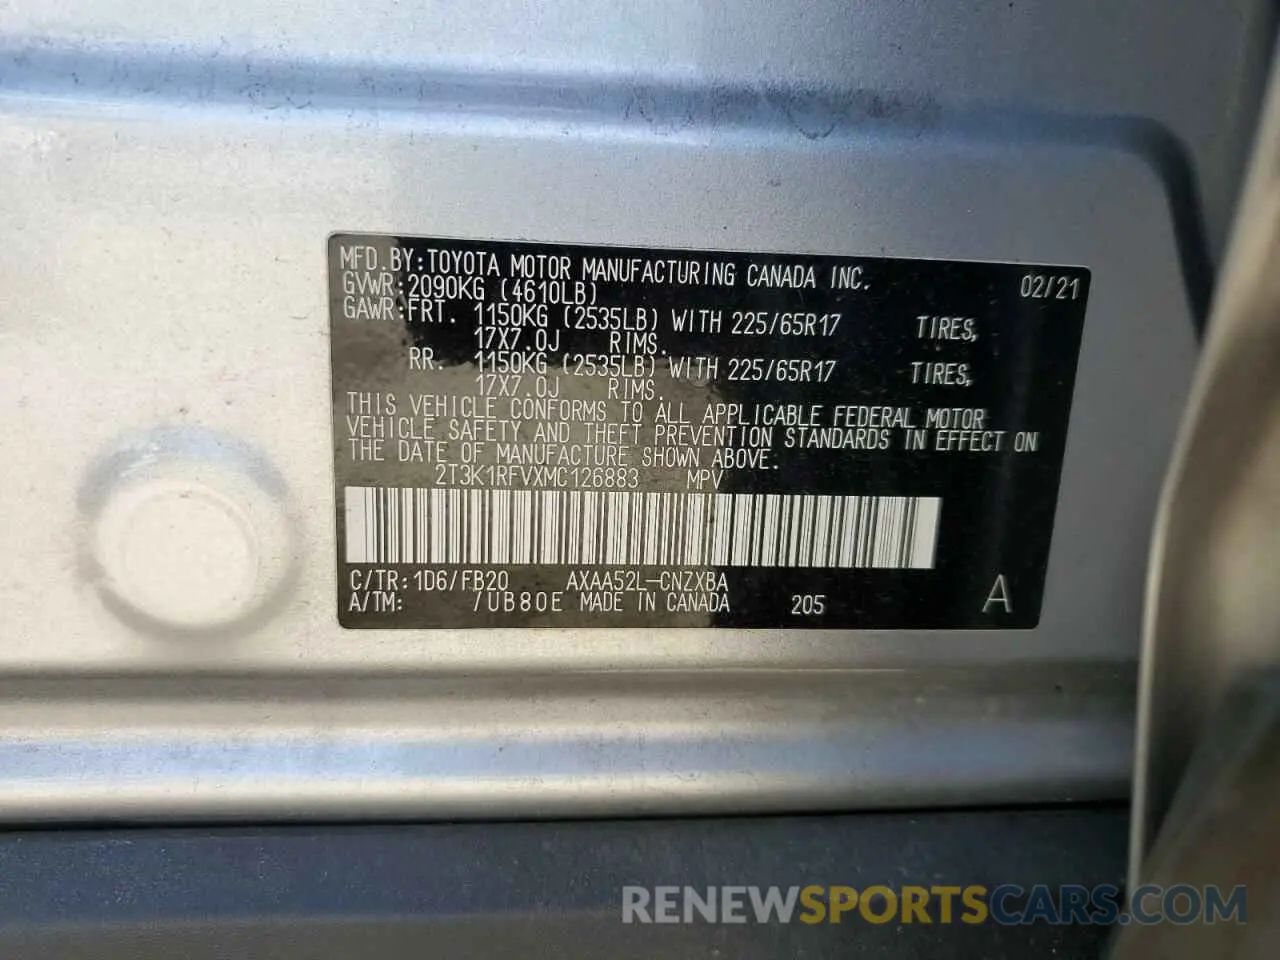 MFD.BY:TOYOTA MOTOR MANUFACTURING CANADA INC. 02/21
GVWR:2090KG (4610LB)
GAWR:FRT. 1150KG (2535LB) WITH 225/65R17 TIRES,
17X7.0J RIMS.
RR. 1150KG (2535LB) WITH 225/65R17 TIRES,
17X7.0J RIMS.
THIS VEHICLE CONFORMS TO ALL APPLICABLE FEDERAL MOTOR
VEHICLE SAFETY AND THEFT PREVENTION STANDARDS IN EFFECT ON
THE DATE OF MANUFACTURE SHOWN ABOVE.
2T3K1RFVXMC126883 MPV
C/TR:1D6/FB20 AXAA52L-CNZXBA
A/TM: /UB80E MADE IN CANADA 205 A
RENEWSPORTSCARS.COM